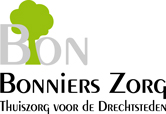 BON
BONNIERS ZORG
THUISZORG VOOR DE DRECHTSTEDEN